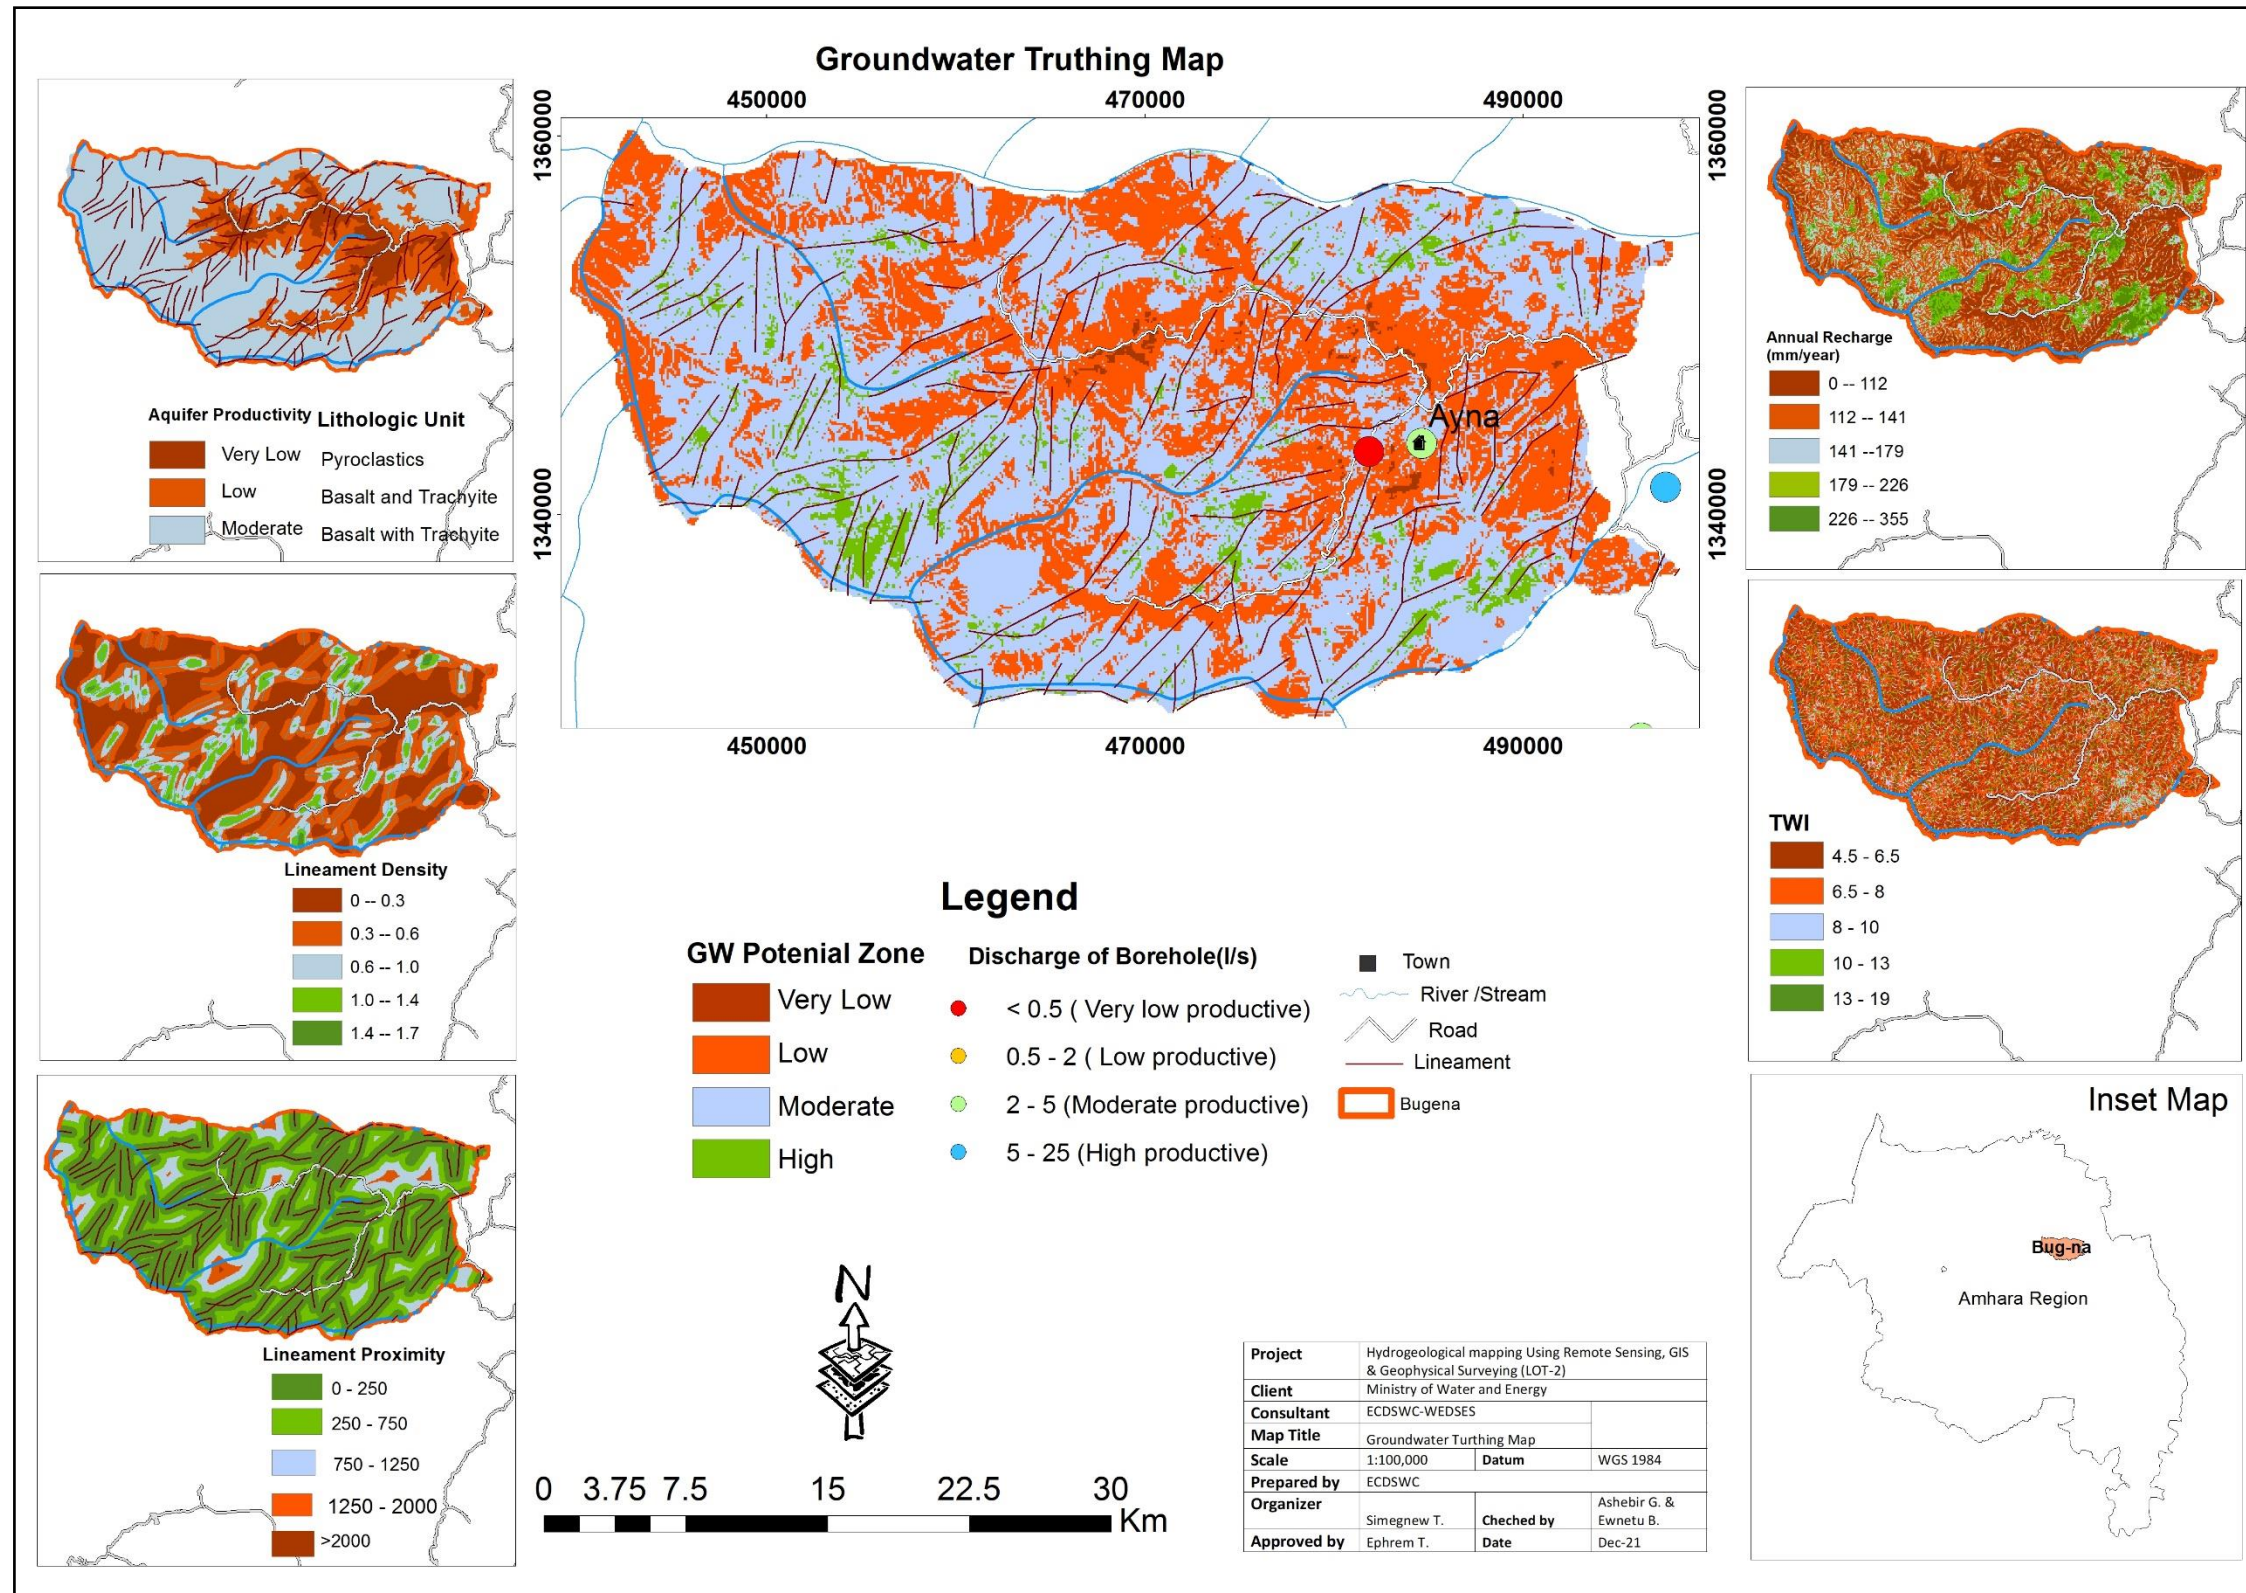 Groundwater Truthing Map
450000
470000
490000
1360000
1340000
1360000
1340000
450000
470000
490000
Ayna
Aquifer Productivity Lithologic Unit
Very Low Pyroclastics
Low Basalt and Trachyite
Moderate Basalt with Trachyite
Lineament Density
0 -- 0.3
0.3 -- 0.6
0.6 -- 1.0
1.0 -- 1.4
1.4 -- 1.7
Lineament Proximity
0 - 250
250 - 750
750 - 1250
1250 - 2000
>2000
Legend
GW Potenial Zone
Very Low
Low
Moderate
High
Discharge of Borehole(l/s)
< 0.5 ( Very low productive)
0.5 - 2 ( Low productive)
2 - 5 (Moderate productive)
5 - 25 (High productive)
Town
River /Stream
Road
Lineament
Bugena
N
0 3.75 7.5 15 22.5 30
Km
Project Hydrogeological mapping Using Remote Sensing, GIS
& Geophysical Surveying (LOT-2)
Client Ministry of Water and Energy
Consultant ECDSWC-WEDSES
Map Title Groundwater Turthing Map
Scale 1:100,000 Datum WGS 1984
Prepared by ECDSWC
Organizer Simegnew T. Cheched by Ashebir G. &
Ewnetu B.
Approved by Ephrem T. Date Dec-21
Annual Recharge
(mm/year)
0 -- 112
112 -- 141
141 --179
179 -- 226
226 -- 355
TWI
4.5 - 6.5
6.5 - 8
8 - 10
10 - 13
13 - 19
Inset Map
Bug-na
Amhara Region